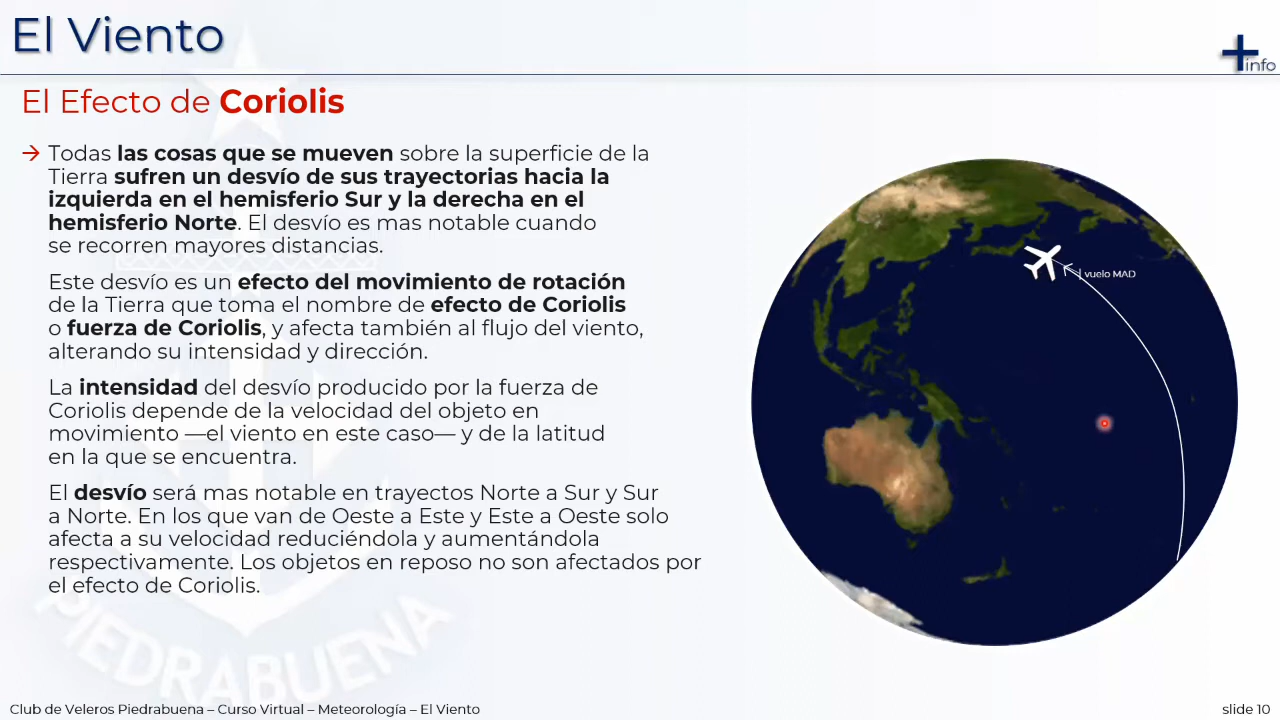 El Viento
+info
El Efecto de Coriolis
→ Todas las cosas que se mueven sobre la superficie de la
Tierra sufren un desvío de sus trayectorias hacia la
izquierda en el hemisferio Sur y la derecha en el
hemisferio Norte. El desvío es mas notable cuando
se recorren mayores distancias.
Este desvío es un efecto del movimiento de rotación
de la Tierra que toma el nombre de efecto de Coriolis
o fuerza de Coriolis, y afecta también al flujo del viento,
alterando su intensidad y dirección.
La intensidad del desvío producido por la fuerza de
Coriolis depende de la velocidad del objeto en
movimiento —el viento en este caso— y de la latitud
en la que se encuentra.
El desvío será mas notable en trayectos Norte a Sur y Sur
a Norte. En los que van de Oeste a Este y Este a Oeste solo
afecta a su velocidad reduciéndola y aumentándola
respectivamente. Los objetos en reposo no son afectados por
el efecto de Coriolis.
vuelo MAD
PIEDRABUENA
Club de Veleros Piedrabuena – Curso Virtual – Meteorología – El Viento
slide 10